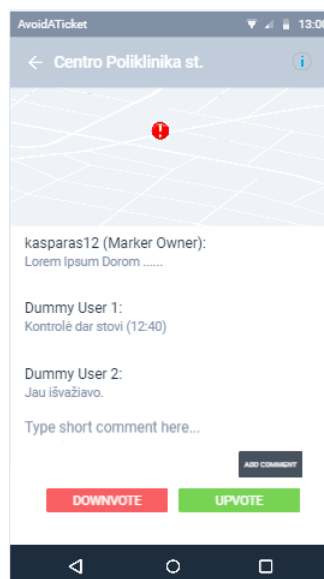 AvoidATicket 13:00
Centro Poliklinika st.
kasparas12 (Marker Owner):
Lorem Ipsum Dorom ......
Dummy User 1:
Kontrolė dar stovi (12:40)
Dummy User 2:
Jau išvažiavo.
Type short comment here...
ADD COMMENT
DOWNVOTE UPVOTE